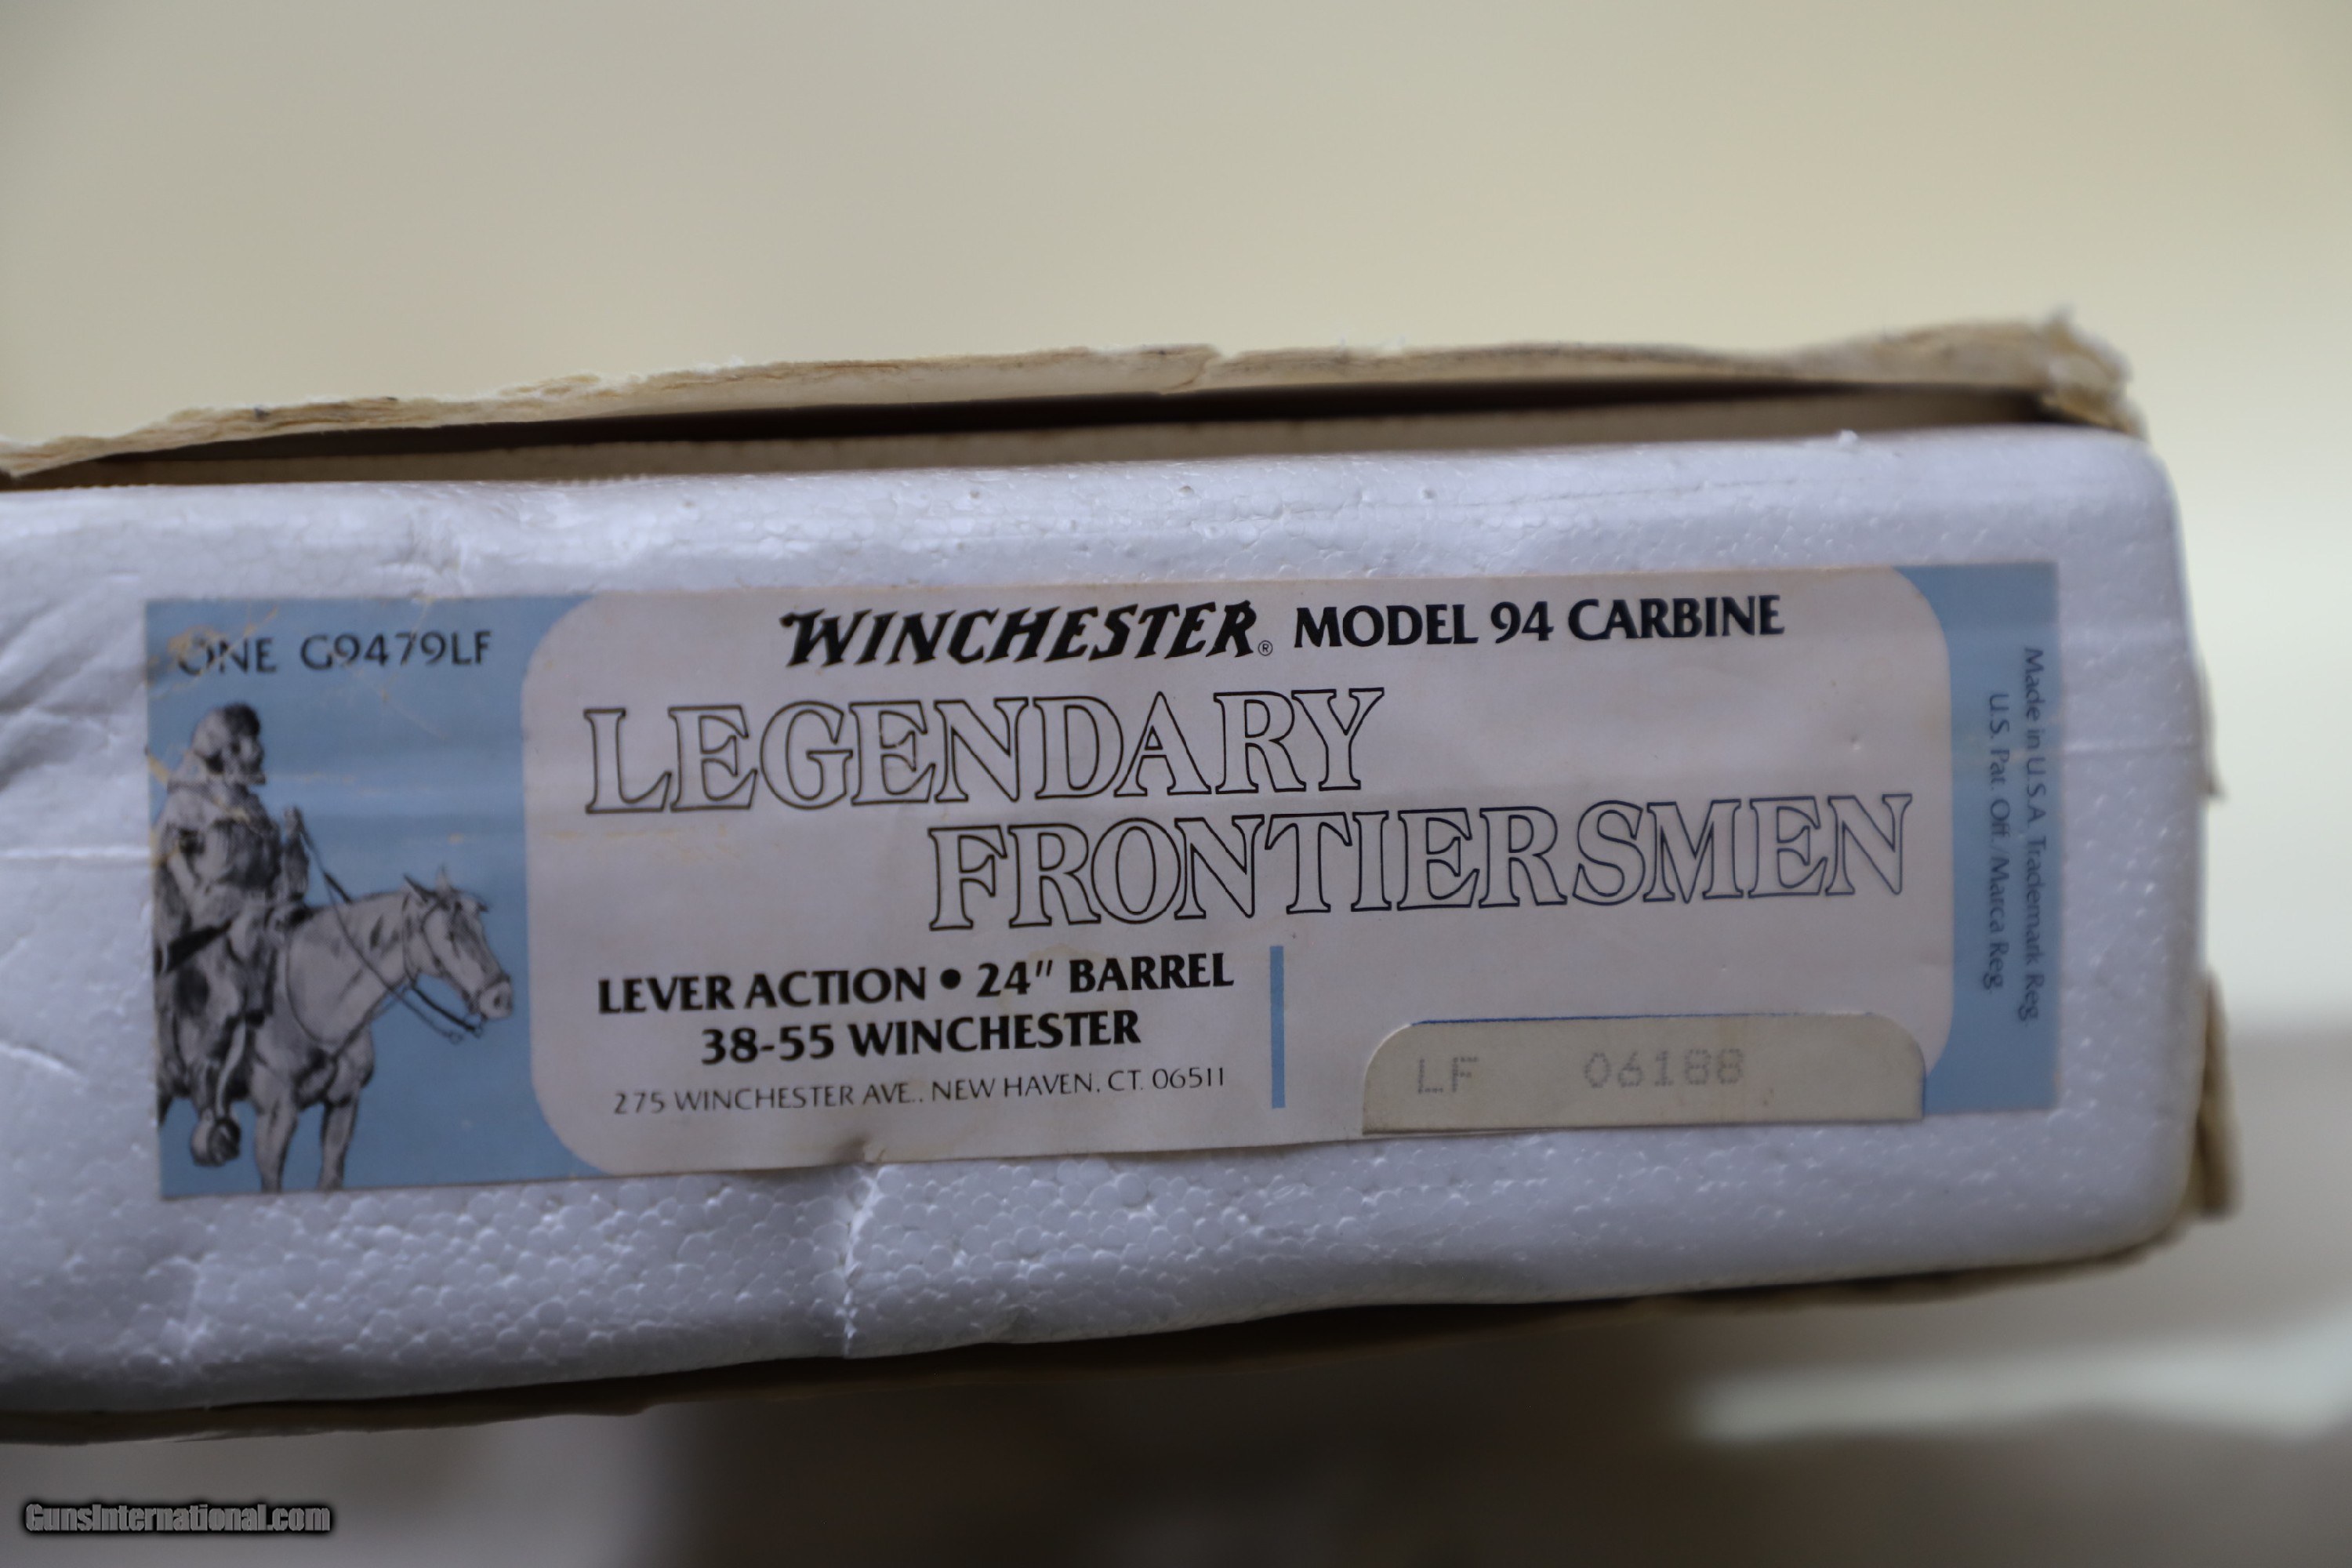 ONE G9479LF
WINCHESTER® MODEL 94 CARBINE
LEGENDARY
FRONTIERSMEN
LEVER ACTION • 24" BARREL
38-55 WINCHESTER
275 WINCHESTER AVE., NEW HAVEN, CT. 06511
LF 06188
Made in U.S.A. Trademark Reg.
U.S. Pat. Off./Marca Reg.
GunsInternational.com